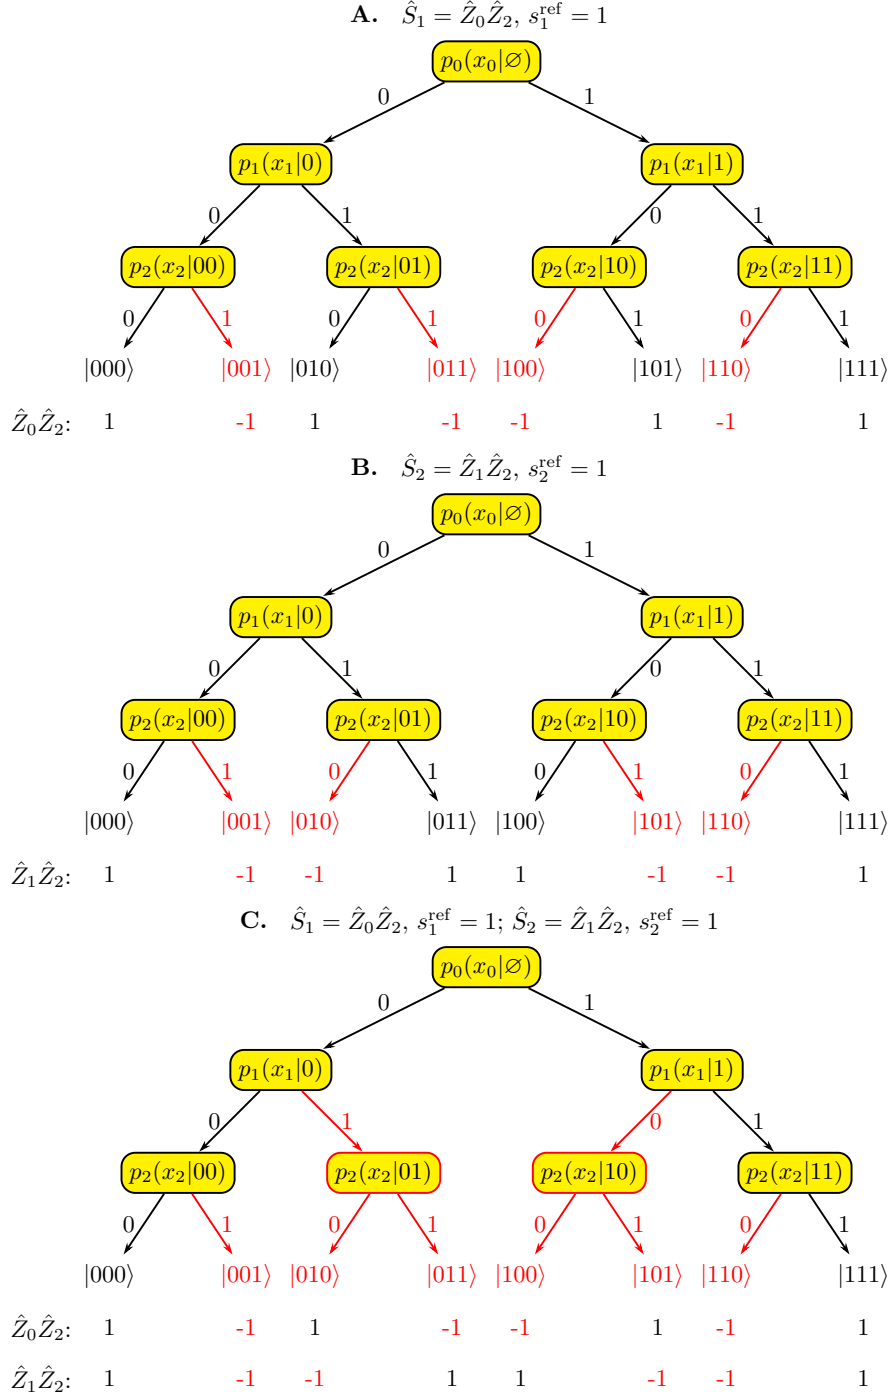 A. Ŝ₁ = Ẑ₀Ẑ₂, s₁ʳᵉᶠ = 1
p₀(x₀|∅)
0 1
p₁(x₁|0) p₁(x₁|1)
0 1 0 1
p₂(x₂|00) p₂(x₂|01) p₂(x₂|10) p₂(x₂|11)
0 1 0 1 0 1 0 1
|000⟩ |001⟩ |010⟩ |011⟩ |100⟩ |101⟩ |110⟩ |111⟩
Ẑ₀Ẑ₂: 1 -1 1 -1 -1 1 -1 1
B. Ŝ₂ = Ẑ₁Ẑ₂, s₂ʳᵉᶠ = 1
p₀(x₀|∅)
0 1
p₁(x₁|0) p₁(x₁|1)
0 1 0 1
p₂(x₂|00) p₂(x₂|01) p₂(x₂|10) p₂(x₂|11)
0 1 0 1 0 1 0 1
|000⟩ |001⟩ |010⟩ |011⟩ |100⟩ |101⟩ |110⟩ |111⟩
Ẑ₁Ẑ₂: 1 -1 -1 1 1 -1 -1 1
C. Ŝ₁ = Ẑ₀Ẑ₂, s₁ʳᵉᶠ = 1; Ŝ₂ = Ẑ₁Ẑ₂, s₂ʳᵉᶠ = 1
p₀(x₀|∅)
0 1
p₁(x₁|0) p₁(x₁|1)
0 1 0 1
p₂(x₂|00) p₂(x₂|01) p₂(x₂|10) p₂(x₂|11)
0 1 0 1 0 1 0 1
|000⟩ |001⟩ |010⟩ |011⟩ |100⟩ |101⟩ |110⟩ |111⟩
Ẑ₀Ẑ₂: 1 -1 1 -1 -1 1 -1 1
Ẑ₁Ẑ₂: 1 -1 -1 1 1 -1 -1 1